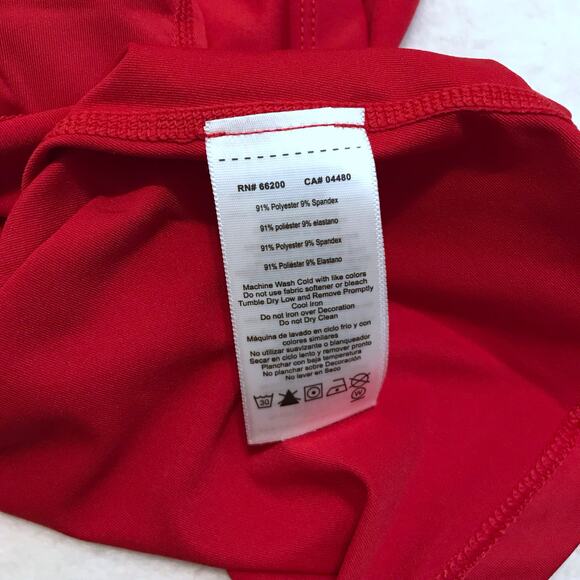 RN# 66200 CA# 04480
91% Polyester 9% Spandex
91% poliéster 9% elastano
91% Polyester 9% Spandex
91% Poliéster 9% Elastano
Machine Wash Cold with like colors
Do not use fabric softener or bleach
Tumble Dry Low and Remove Promptly
Cool Iron
Do not Iron over Decoration
Do not Dry Clean
Máquina de lavado en ciclo frio y con
colores similares
No utilizar suavizante o blanqueador
Secar en ciclo lento y remover pronto
Planchar con baja temperatura
No planchar sobre Decoración
No lever en Seco
30
W